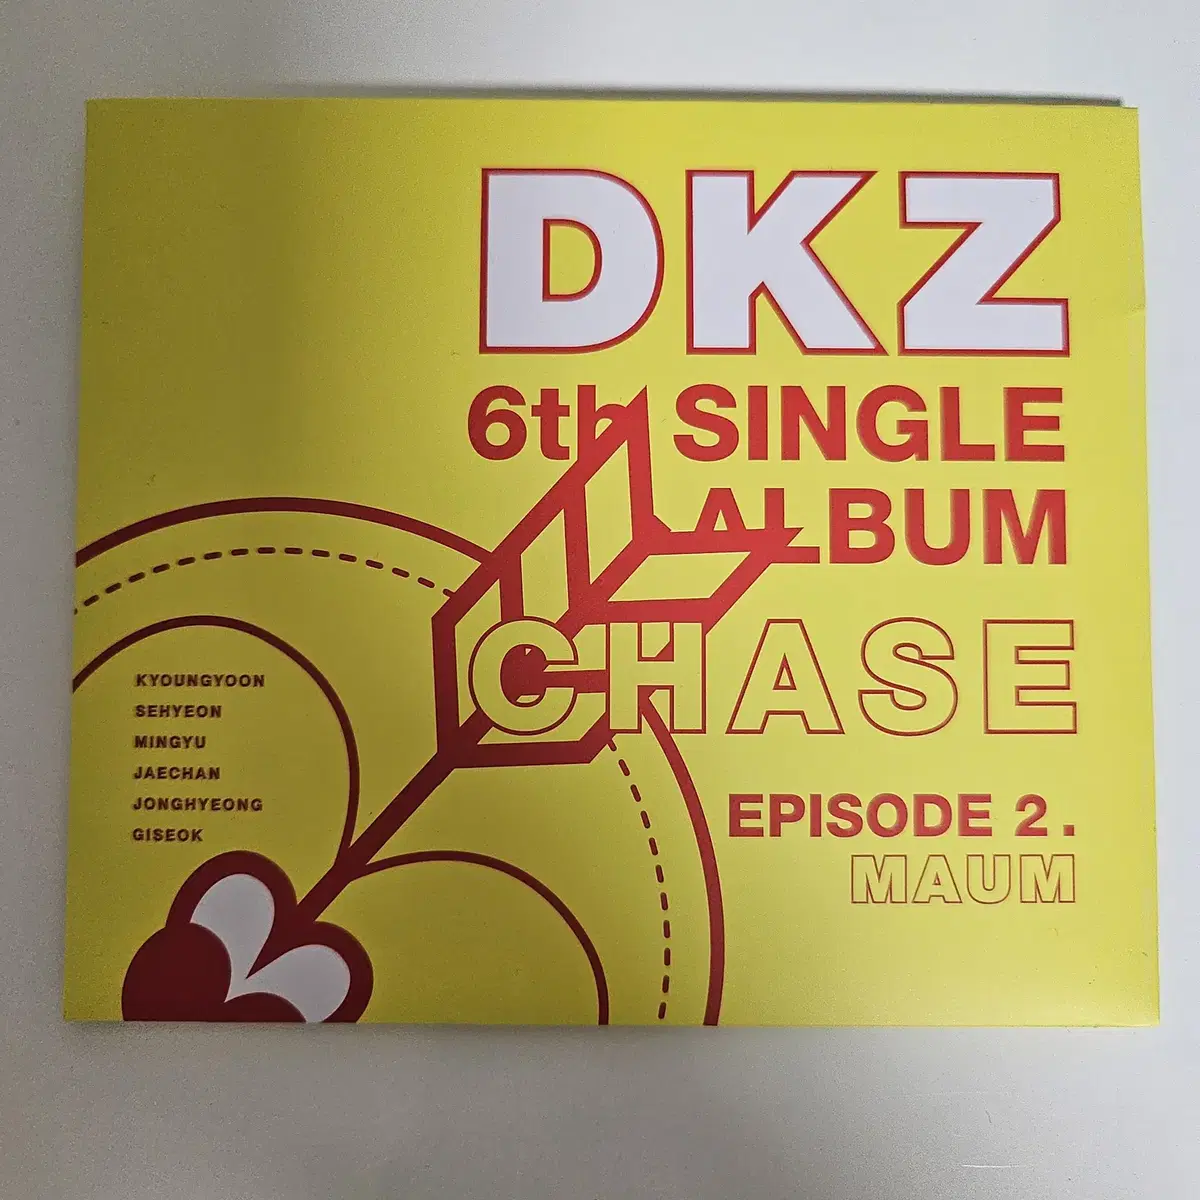 DKZ
6th SINGLE
ALBUM
CHASE
EPISODE 2.
MAUM
KYOUNGYOON
SEHYEON
MINGYU
JAECHAN
JONGHYEONG
GISEOK